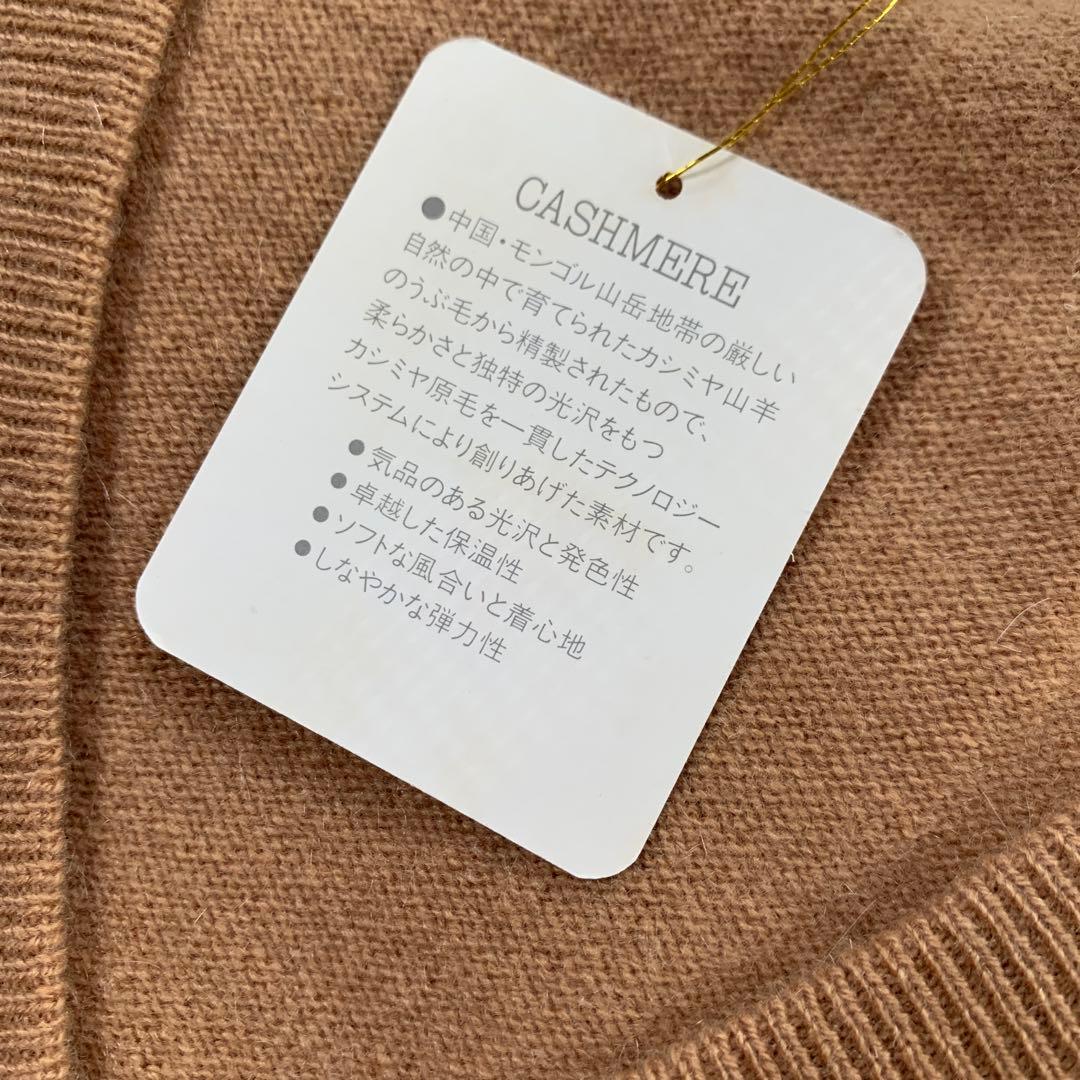 CASHMERE
●中国・モンゴル山岳地帯の厳しい
自然の中で育てられたカシミヤ山羊
のうぶ毛から精製されたもので、
柔らかさと独特の光沢をもつ
カシミヤ原毛を一貫したテクノロジー
システムにより創りあげた素材です。
●気品のある光沢と発色性
●卓越した保温性
●ソフトな風合いと着心地
●しなやかな弾力性